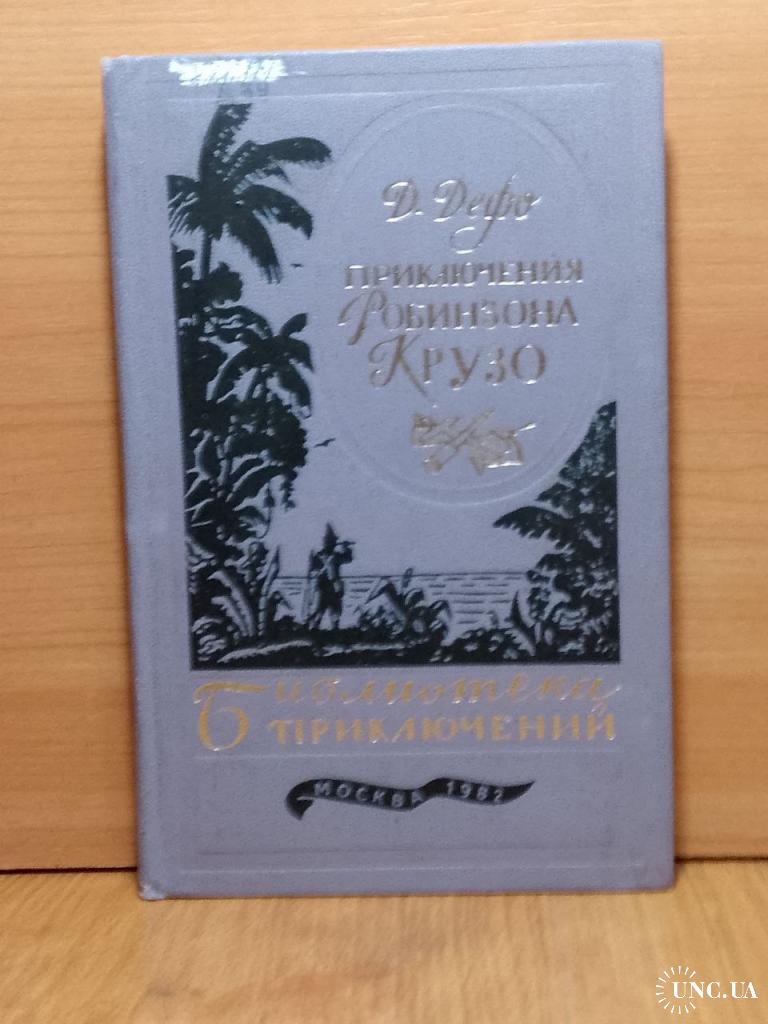 Д. Дефо
ПРИКЛЮЧЕНИЯ
РОБИНЗОНА
КРУЗО
Библиотека
ПРИКЛЮЧЕНИЙ
МОСКВА 1982
UNC.UA